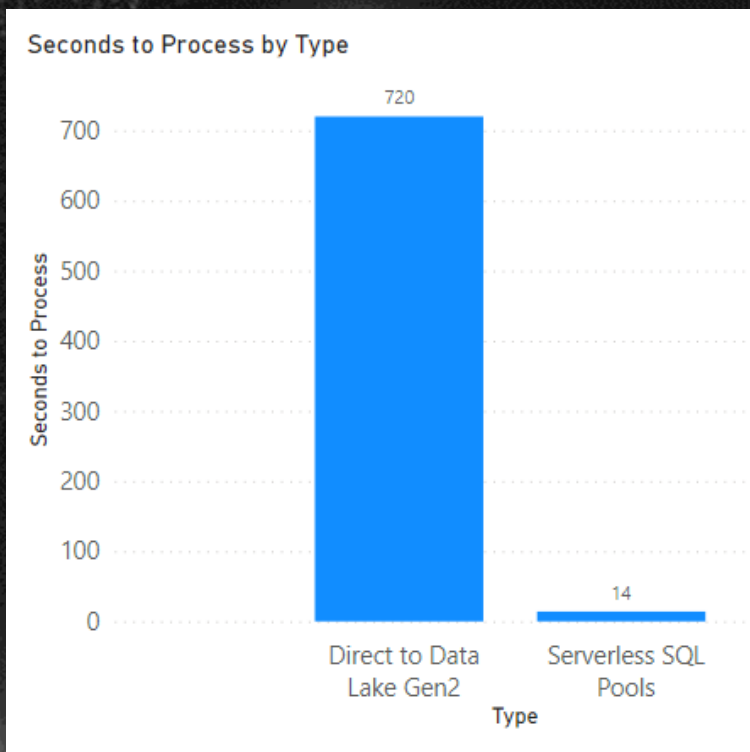 Seconds to Process by Type
720
700
600
500
400
300
200
100
0
Seconds to Process
14
Direct to Data
Lake Gen2
Serverless SQL
Pools
Type